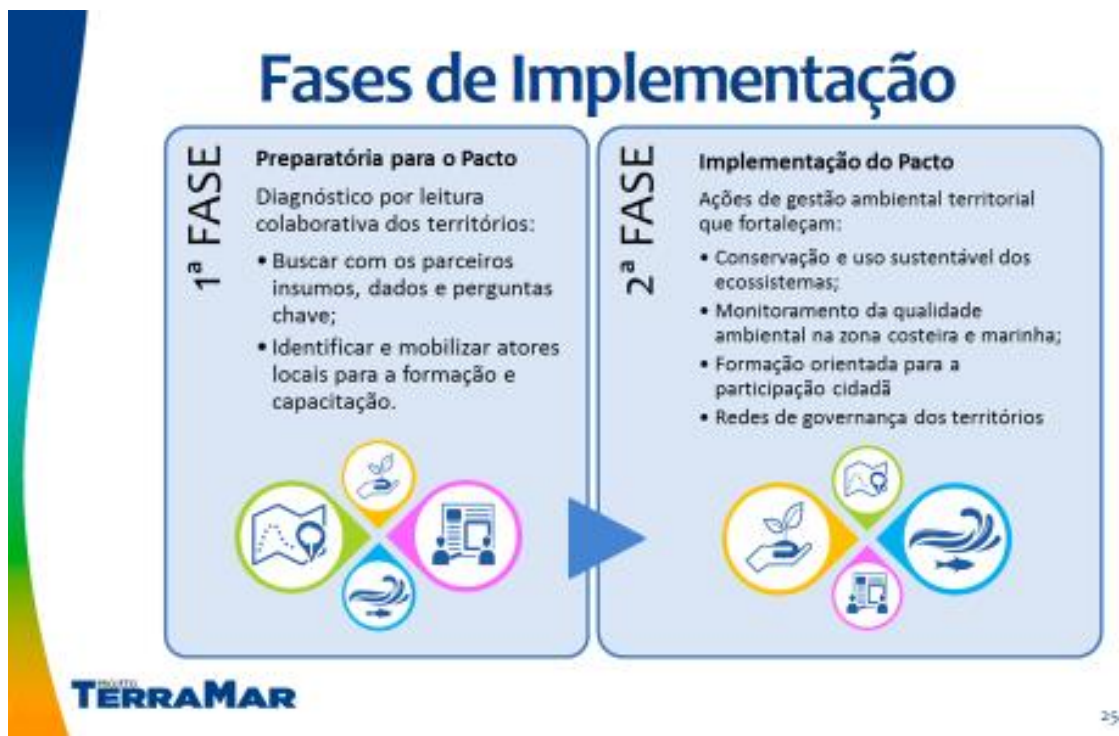 Fases de Implementação
1ª FASE
Preparatória para o Pacto
Diagnóstico por leitura
colaborativa dos territórios:
• Buscar com os parceiros
insumos, dados e perguntas
chave;
• Identificar e mobilizar atores
locais para a formação e
capacitação.
2ª FASE
Implementação do Pacto
Ações de gestão ambiental territorial
que fortaleçam:
• Conservação e uso sustentável dos
ecossistemas;
• Monitoramento da qualidade
ambiental na zona costeira e marinha;
• Formação orientada para a
participação cidadã
• Redes de governança dos territórios
PROJETO
TERRAMAR
25